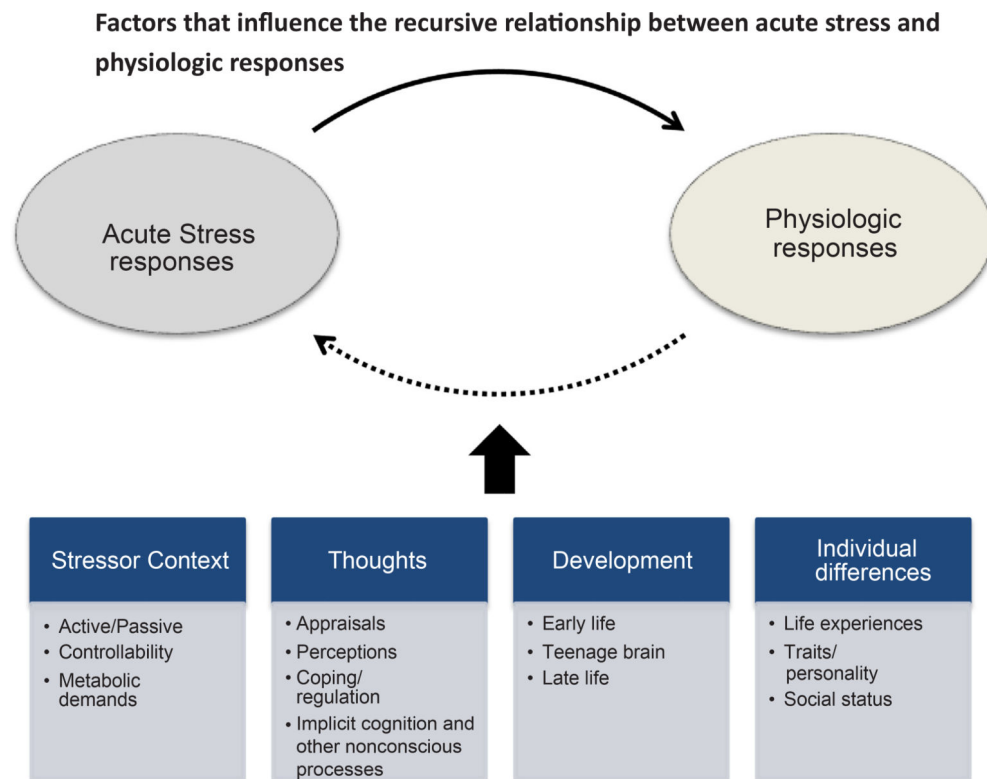 Factors that influence the recursive relationship between acute stress and
physiologic responses
Acute Stress
responses
Physiologic
responses
Stressor Context
• Active/Passive
• Controllability
• Metabolic
demands
Thoughts
• Appraisals
• Perceptions
• Coping/
regulation
• Implicit cognition and
other nonconscious
processes
Development
• Early life
• Teenage brain
• Late life
Individual
differences
• Life experiences
• Traits/
personality
• Social status